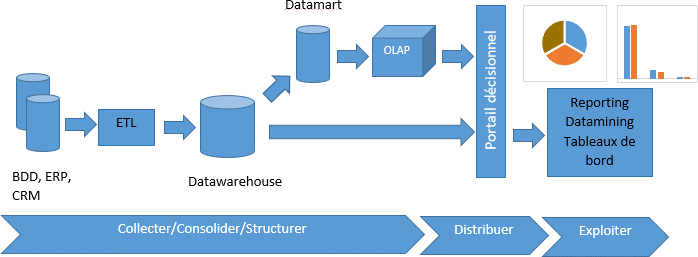 Datamart
OLAP
Portail décisionnel
ETL
Reporting
Datamining
Tableaux de
bord
BDD, ERP,
CRM
Datawarehouse
Collecter/Consolider/Structurer
Distribuer
Exploiter